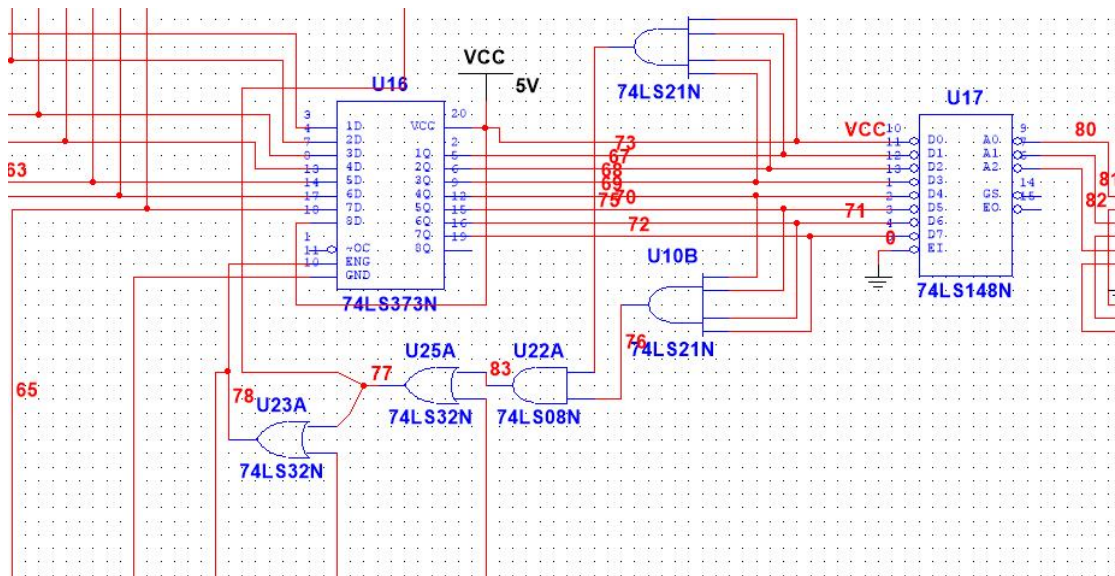 VCC
5V
U16
74LS21N
U17
3
4
7
8
13
14
17
18
1
11
10
1D
2D
3D
4D
5D
6D
7D
8D
~OC
ENG
GND
VCC
1Q
2Q
3Q
4Q
5Q
6Q
7Q
8Q
20
2
5
6
9
12
15
16
19
74LS373N
63
73
67
68
69
75
70
72
71
VCC
0
10
11
12
13
1
2
3
4
D0
D1
D2
D3
D4
D5
D6
D7
EI
A0
A1
A2
GS
EO
9
7
6
14
15
74LS148N
80
81
82
U10B
76
74LS21N
U25A
U22A
77
83
74LS32N
74LS08N
65
78
U23A
74LS32N